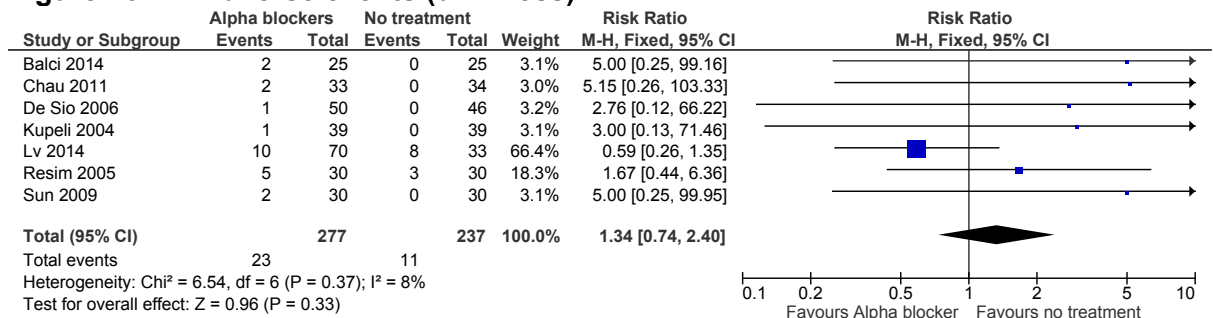 Alpha blockers No treatment Risk Ratio Risk Ratio
Study or Subgroup Events Total Events Total Weight M-H, Fixed, 95% CI M-H, Fixed, 95% CI
Balci 2014 2 25 0 25 3.1% 5.00 [0.25, 99.16]
Chau 2011 2 33 0 34 3.0% 5.15 [0.26, 103.33]
De Sio 2006 1 50 0 46 3.2% 2.76 [0.12, 66.22]
Kupeli 2004 1 39 0 39 3.1% 3.00 [0.13, 71.46]
Lv 2014 10 70 8 33 66.4% 0.59 [0.26, 1.35]
Resim 2005 5 30 3 30 18.3% 1.67 [0.44, 6.36]
Sun 2009 2 30 0 30 3.1% 5.00 [0.25, 99.95]
Total (95% CI) 277 237 100.0% 1.34 [0.74, 2.40]
Total events 23 11
Heterogeneity: Chi² = 6.54, df = 6 (P = 0.37); I² = 8%
Test for overall effect: Z = 0.96 (P = 0.33)
0.1 0.2 0.5 1 2 5 10
Favours Alpha blocker Favours no treatment